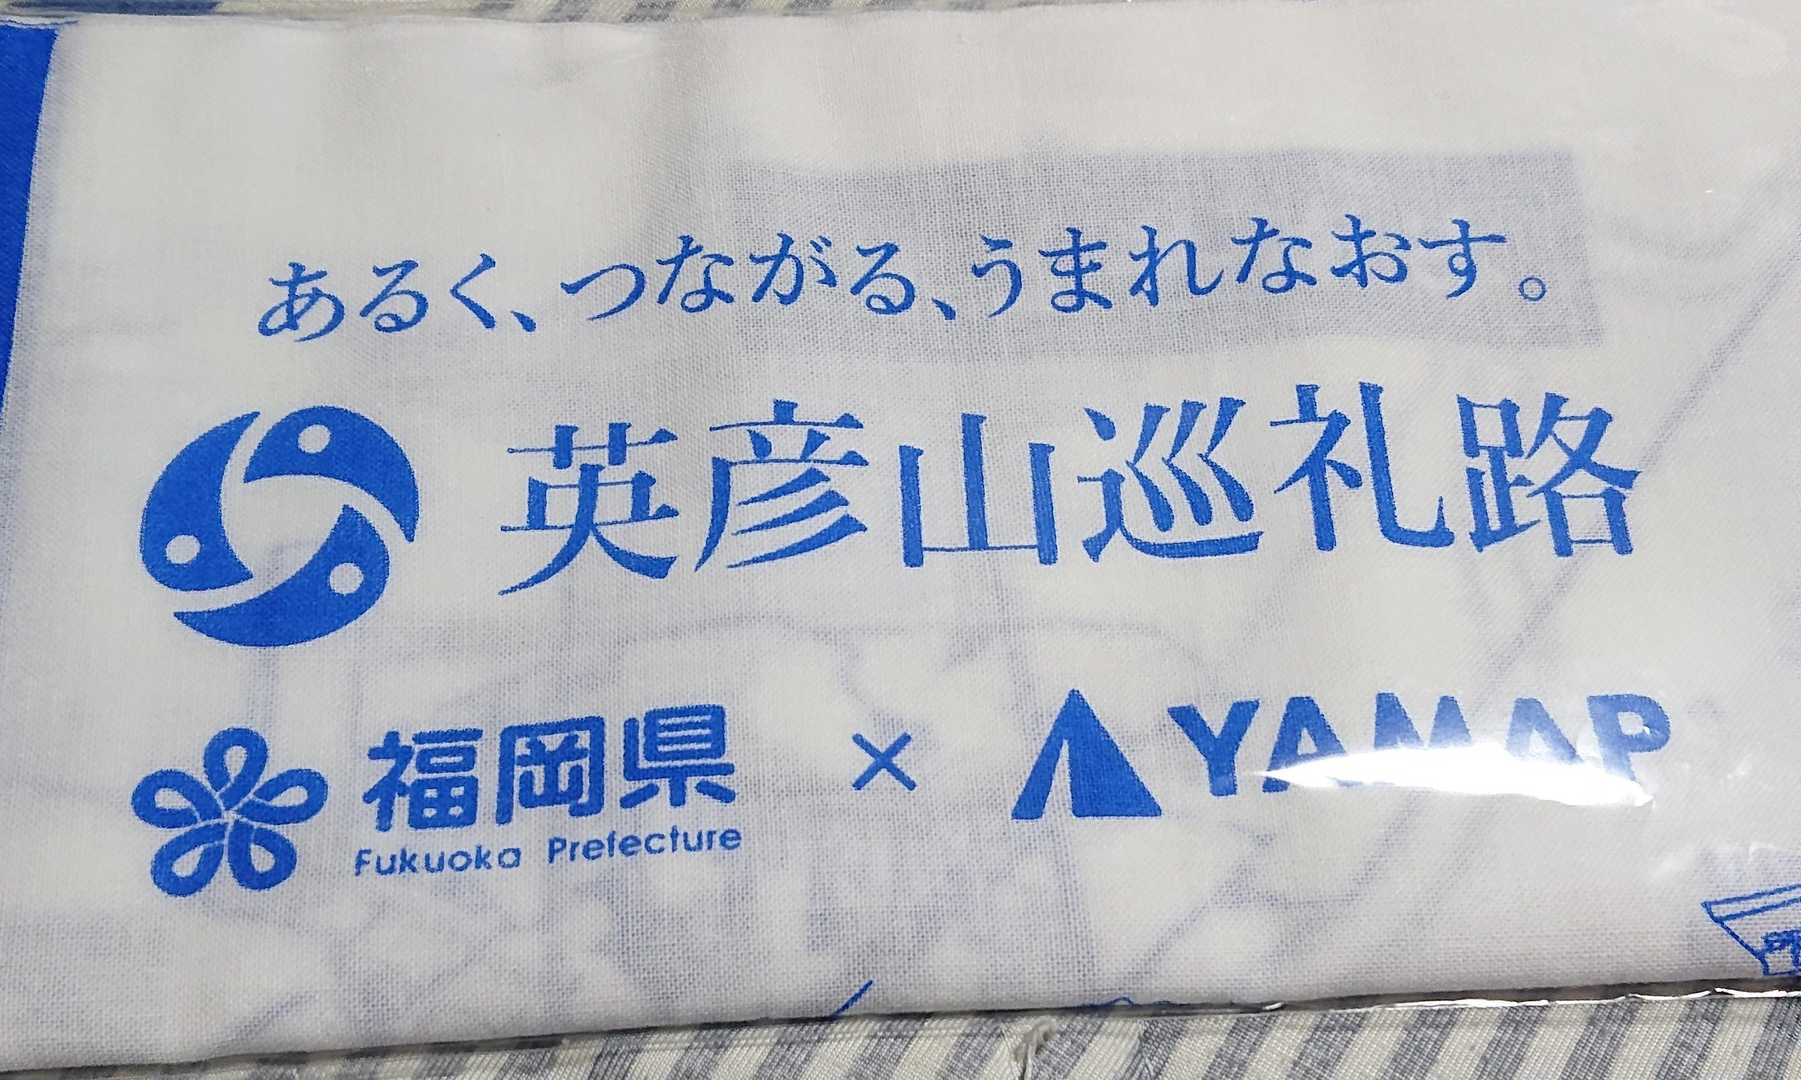 あるく、つながる、うまれなおす。
英彦山巡礼路
福岡県 × YAMAP
Fukuoka Prefecture